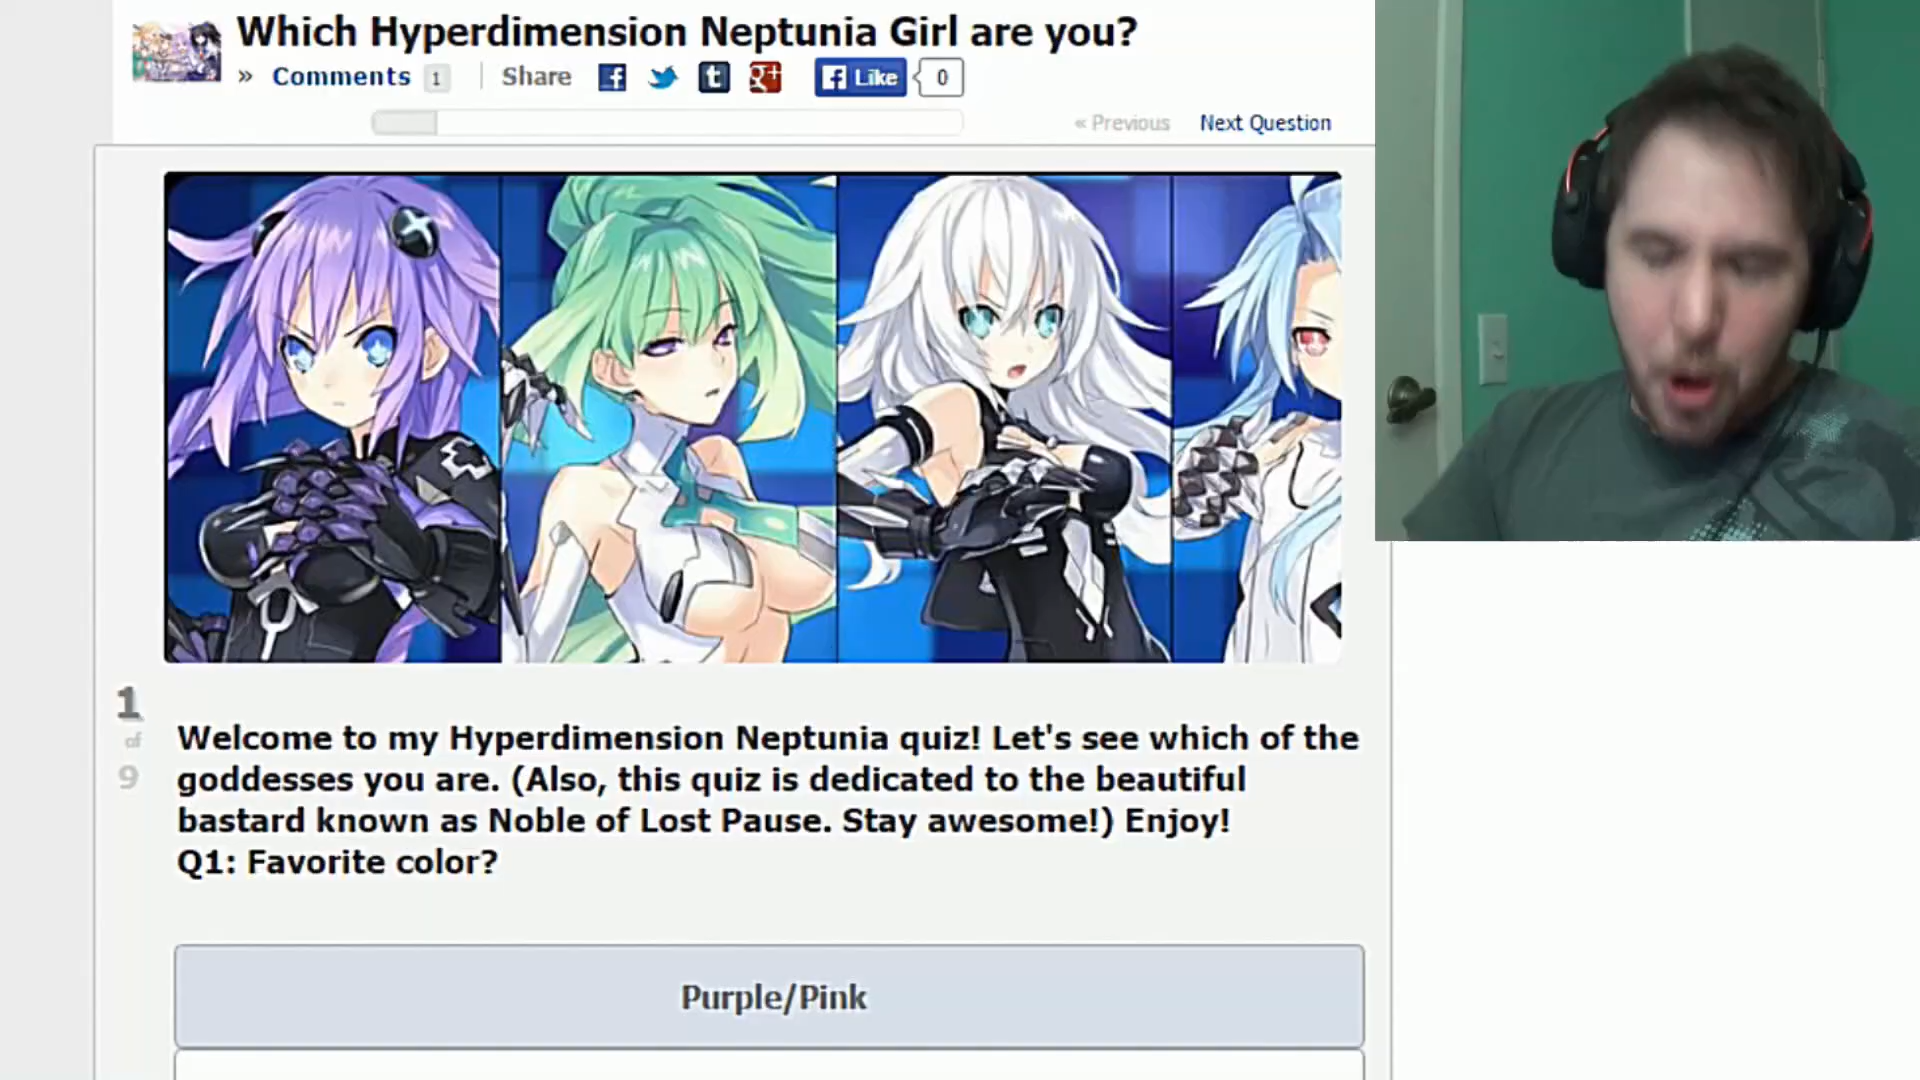 Which Hyperdimension Neptunia Girl are you?
» Comments 1 Share f t g+ f Like 0
« Previous Next Question
1
of
9
Welcome to my Hyperdimension Neptunia quiz! Let's see which of the
goddesses you are. (Also, this quiz is dedicated to the beautiful
bastard known as Noble of Lost Pause. Stay awesome!) Enjoy!
Q1: Favorite color?
Purple/Pink